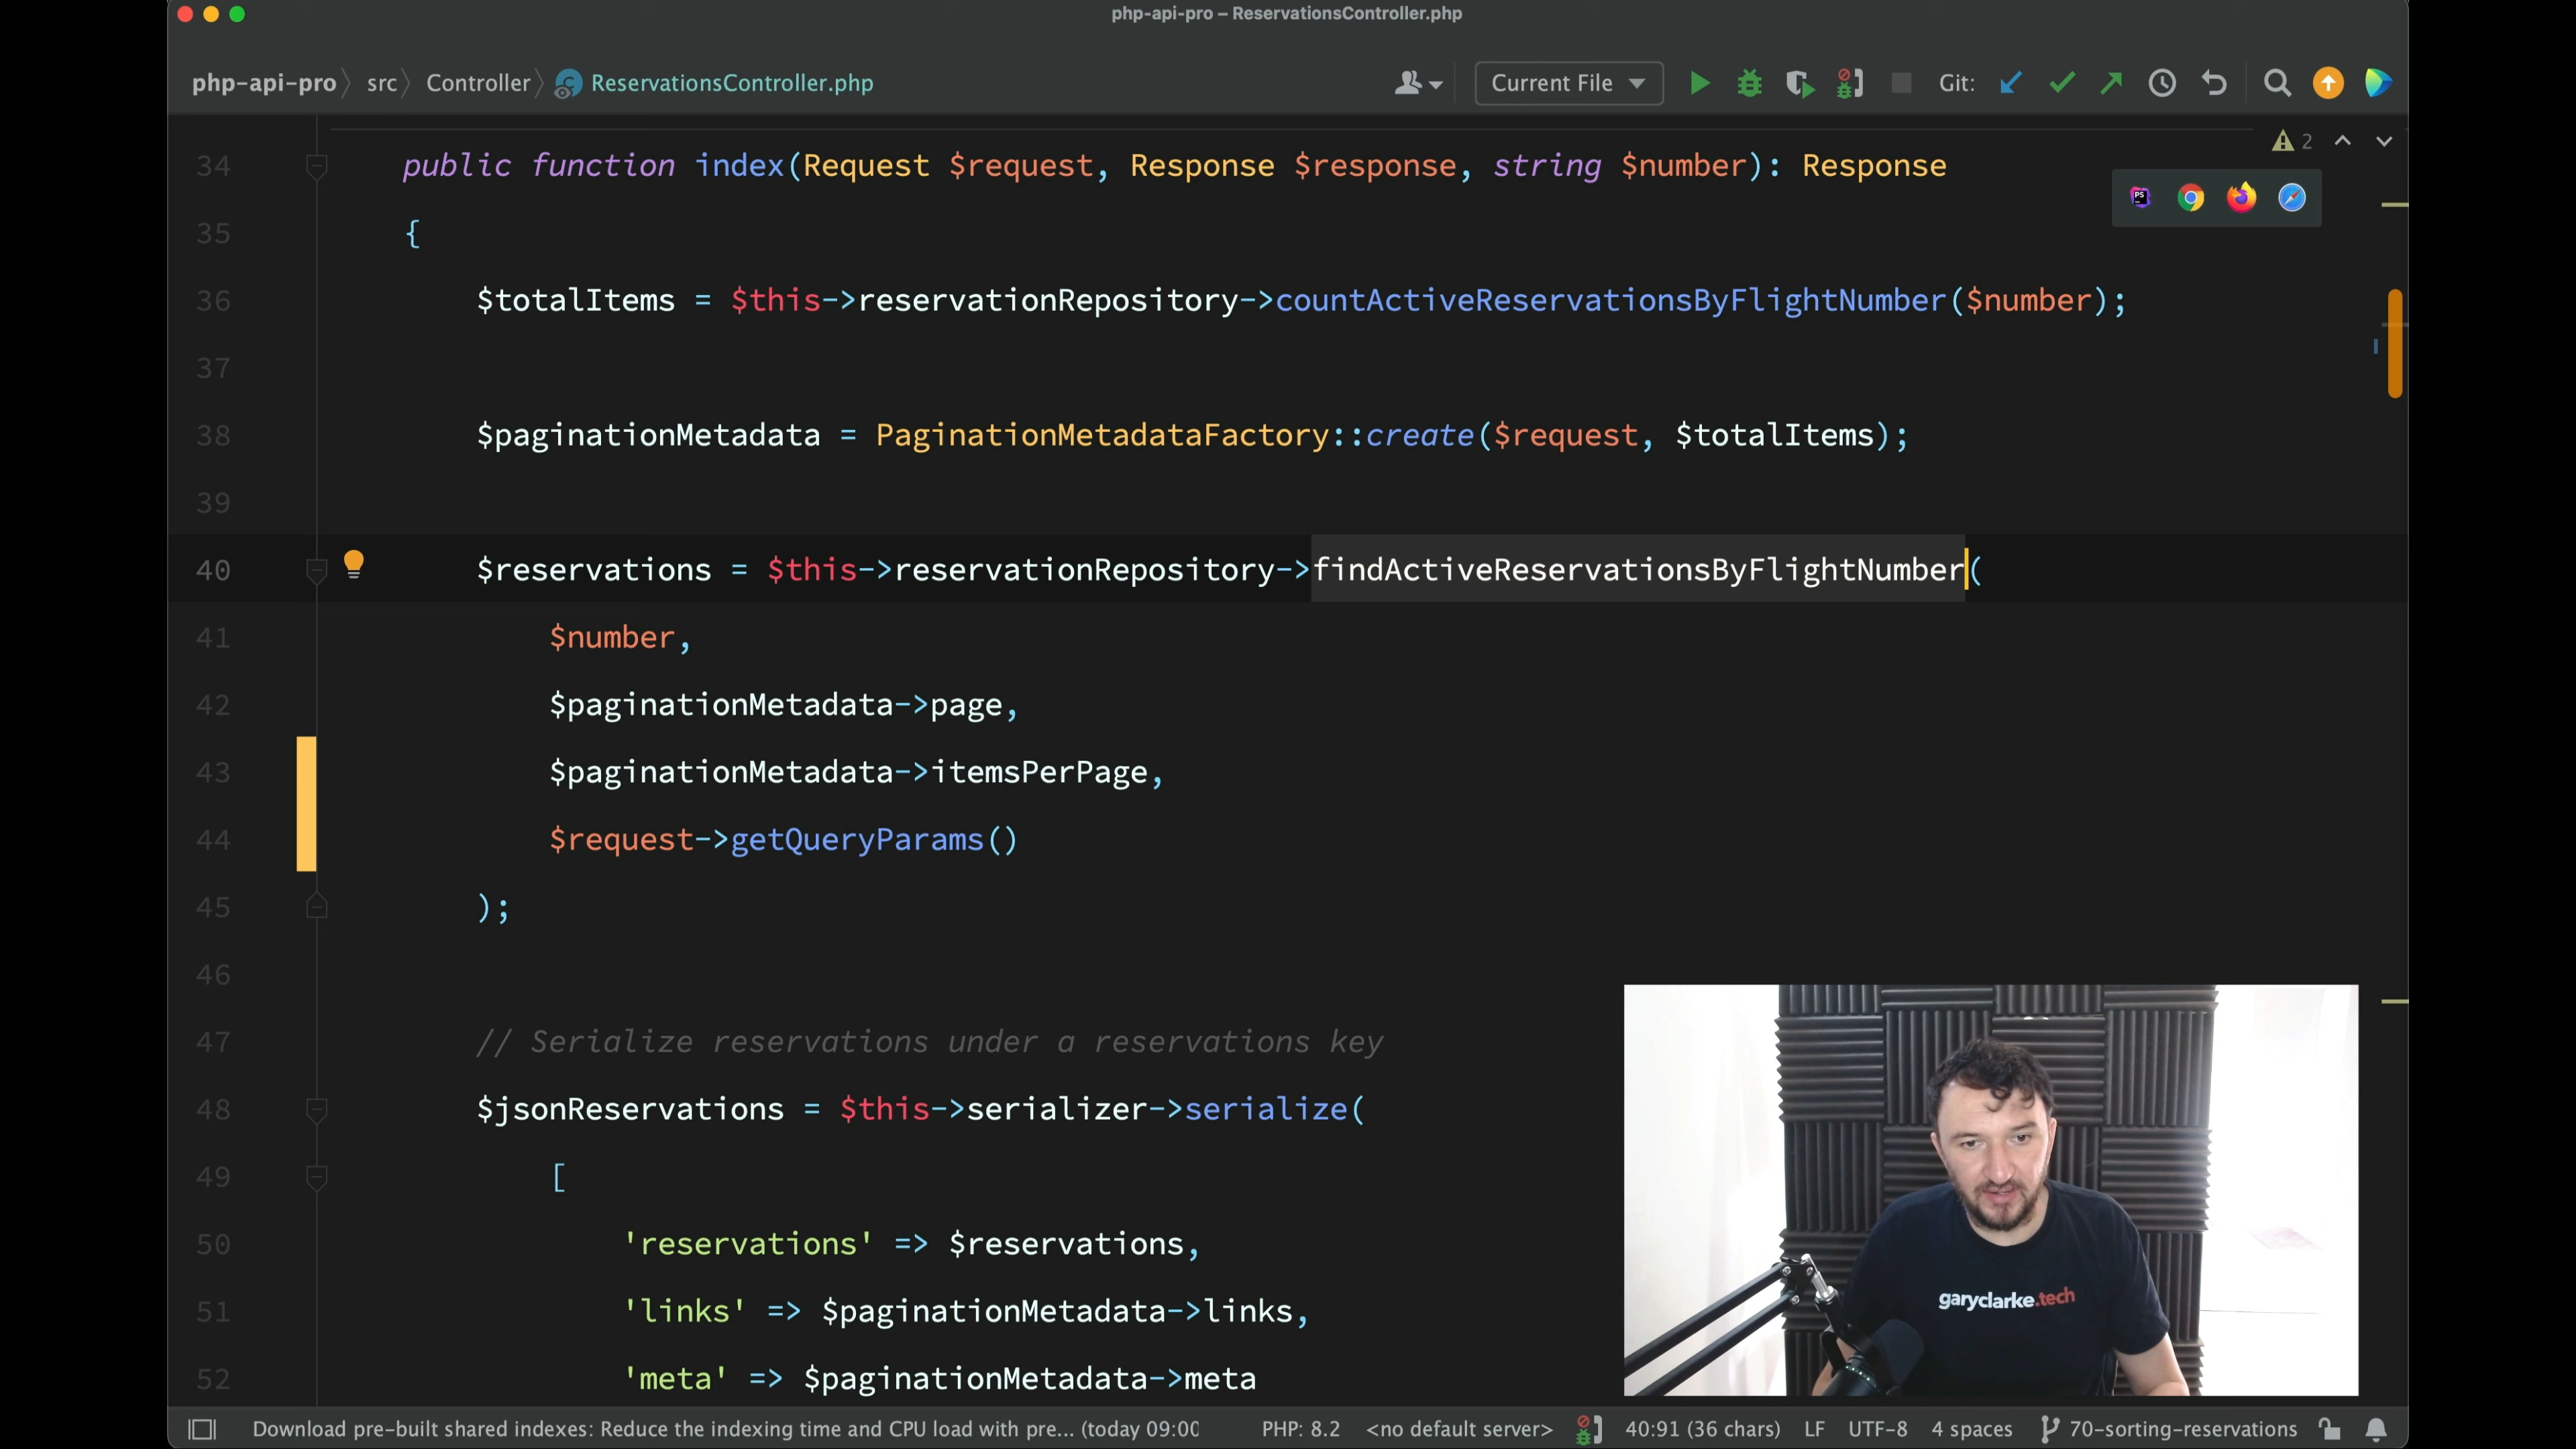 php-api-pro – ReservationsController.php
php-api-pro 〉 src 〉 Controller 〉 ReservationsController.php
Current File
Git:
2
34 public function index(Request $request, Response $response, string $number): Response
PS
35 {
36 $totalItems = $this->reservationRepository->countActiveReservationsByFlightNumber($number);
37
38 $paginationMetadata = PaginationMetadataFactory::create($request, $totalItems);
39
40 $reservations = $this->reservationRepository->findActiveReservationsByFlightNumber(
41 $number,
42 $paginationMetadata->page,
43 $paginationMetadata->itemsPerPage,
44 $request->getQueryParams()
45 );
46
47 // Serialize reservations under a reservations key
48 $jsonReservations = $this->serializer->serialize(
49 [
50 'reservations' => $reservations,
51 'links' => $paginationMetadata->links,
52 'meta' => $paginationMetadata->meta
garyclarke.tech
Download pre-built shared indexes: Reduce the indexing time and CPU load with pre... (today 09:00 PHP: 8.2 <no default server> 40:91 (36 chars) LF UTF-8 4 spaces 70-sorting-reservations